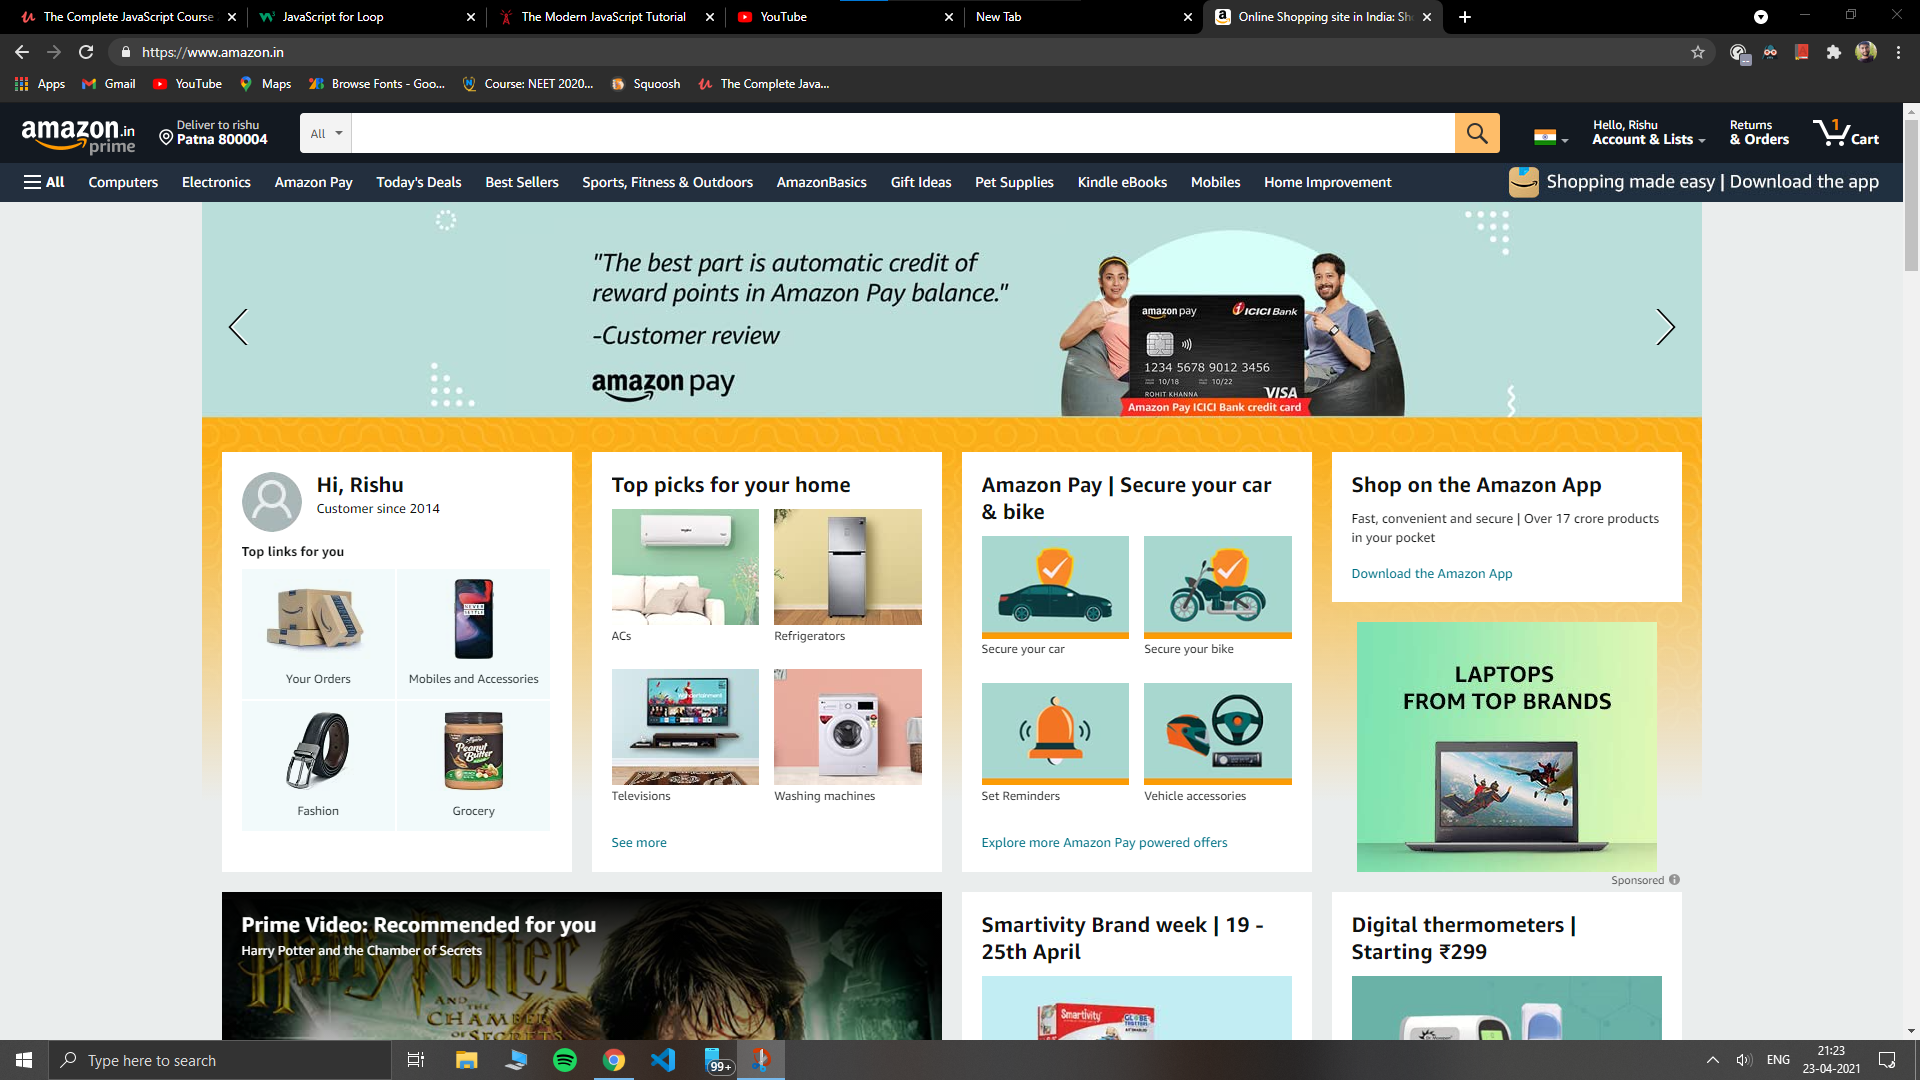 The Complete JavaScript Course
JavaScript for Loop
The Modern JavaScript Tutorial
YouTube
New Tab
Online Shopping site in India: Sh
https://www.amazon.in
Apps
Gmail
YouTube
Maps
Browse Fonts - Goo...
Course: NEET 2020...
Squoosh
The Complete Java...
amazon.in
prime
Deliver to rishu
Patna 800004
All
Hello, Rishu
Account & Lists
Returns
& Orders
1
Cart
All
Computers
Electronics
Amazon Pay
Today's Deals
Best Sellers
Sports, Fitness & Outdoors
AmazonBasics
Gift Ideas
Pet Supplies
Kindle eBooks
Mobiles
Home Improvement
Shopping made easy | Download the app
"The best part is automatic credit of
reward points in Amazon Pay balance."
-Customer review
amazon pay
amazon pay
ICICI Bank
1234 5678 9012 3456
10/18
10/22
ROHIT KHANNA
VISA
Amazon Pay ICICI Bank credit card
Hi, Rishu
Customer since 2014
Top links for you
Your Orders
Mobiles and Accessories
Fashion
Peanut
Butter
Grocery
Top picks for your home
ACs
Refrigerators
Televisions
Washing machines
See more
Amazon Pay | Secure your car
& bike
Secure your car
Secure your bike
Set Reminders
Vehicle accessories
Explore more Amazon Pay powered offers
Shop on the Amazon App
Fast, convenient and secure | Over 17 crore products
in your pocket
Download the Amazon App
LAPTOPS
FROM TOP BRANDS
Sponsored
Prime Video: Recommended for you
Harry Potter and the Chamber of Secrets
Harry Potter
AND THE
CHAMBER
OF SECRETS
Smartivity Brand week | 19 -
25th April
Smartivity
GLOBE
TROTTERS
Digital thermometers |
Starting ₹299
Type here to search
99+
ENG
21:23
23-04-2021